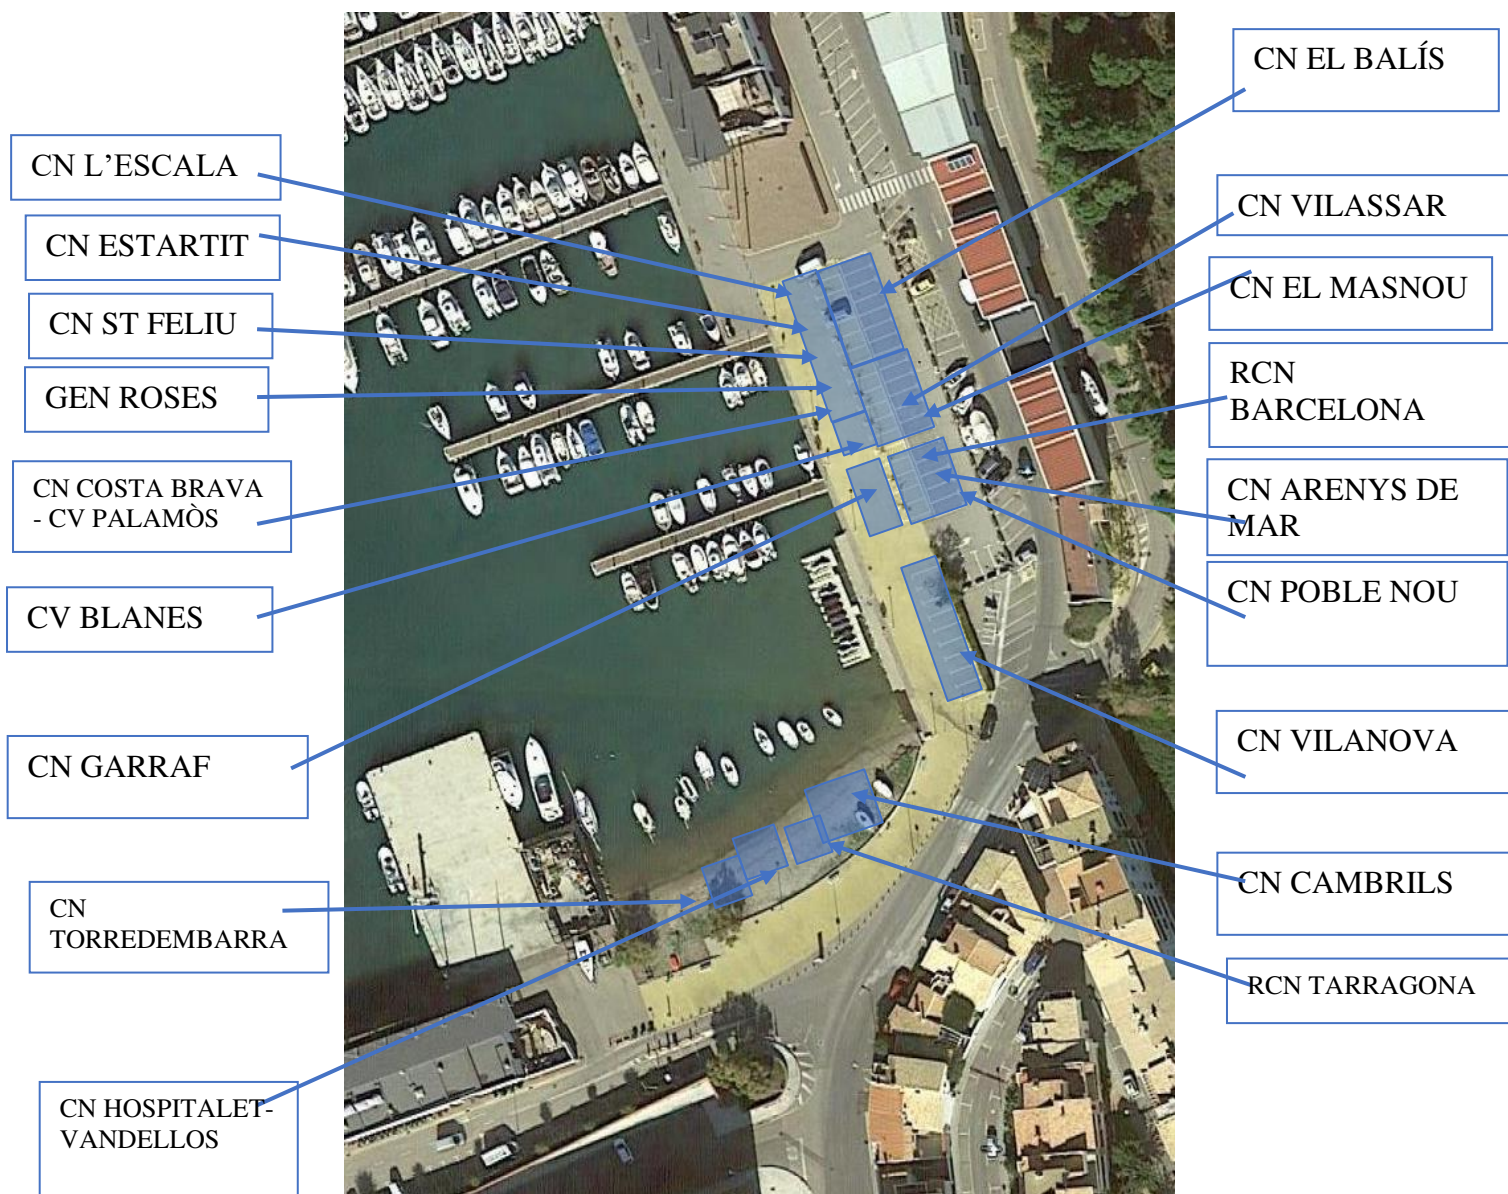 CN EL BALÍS
CN L’ESCALA
CN ESTARTIT
CN ST FELIU
GEN ROSES
CN COSTA BRAVA
- CV PALAMÒS
CV BLANES
CN GARRAF
CN
TORREDEMBARRA
CN HOSPITALET-
VANDELLOS
CN VILASSAR
CN EL MASNOU
RCN
BARCELONA
CN ARENYS DE
MAR
CN POBLE NOU
CN VILANOVA
CN CAMBRILS
RCN TARRAGONA